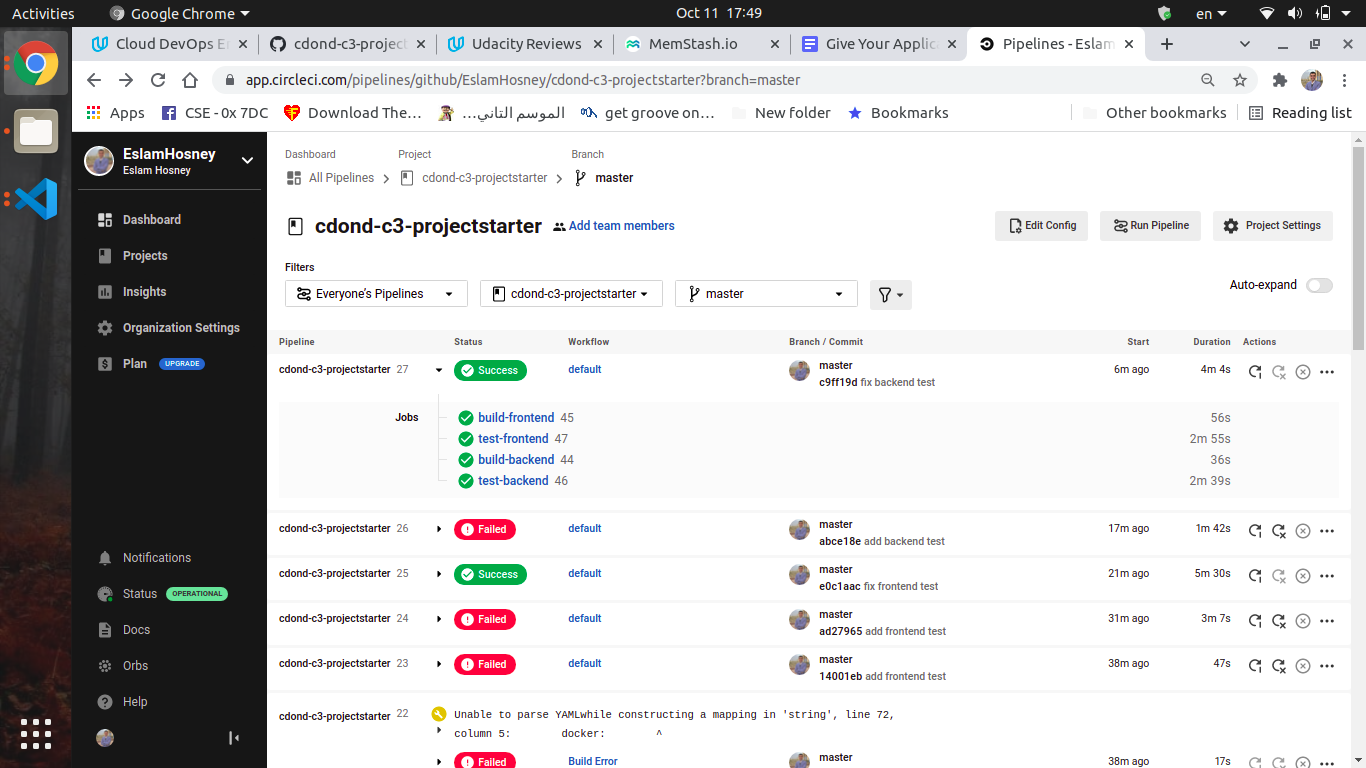 Activities
Google Chrome
Oct 11 17:49
en
Cloud DevOps En
cdond-c3-project
Udacity Reviews
MemStash.io
Give Your Applica
Pipelines - Eslam
app.circleci.com/pipelines/github/EslamHosney/cdond-c3-projectstarter?branch=master
Apps
CSE - 0x 7DC
Download The…
الموسم التاني…
get groove on…
New folder
Bookmarks
Other bookmarks
Reading list
EslamHosney
Eslam Hosney
Dashboard
Projects
Insights
Organization Settings
Plan UPGRADE
Notifications
Status OPERATIONAL
Docs
Orbs
Help
Dashboard Project Branch
All Pipelines cdond-c3-projectstarter master
cdond-c3-projectstarter Add team members
Edit Config Run Pipeline Project Settings
Filters
Everyone's Pipelines cdond-c3-projectstarter master
Auto-expand
Pipeline Status Workflow Branch / Commit Start Duration Actions
cdond-c3-projectstarter 27 Success default master 6m ago 4m 4s
c9ff19d fix backend test
Jobs build-frontend 45 56s
test-frontend 47 2m 55s
build-backend 44 36s
test-backend 46 2m 39s
cdond-c3-projectstarter 26 Failed default master 17m ago 1m 42s
abce18e add backend test
cdond-c3-projectstarter 25 Success default master 21m ago 5m 30s
e0c1aac fix frontend test
cdond-c3-projectstarter 24 Failed default master 31m ago 3m 7s
ad27965 add frontend test
cdond-c3-projectstarter 23 Failed default master 38m ago 47s
14001eb add frontend test
cdond-c3-projectstarter 22 Unable to parse YAMLwhile constructing a mapping in 'string', line 72,
column 5: docker: ^
Failed Build Error master 38m ago 17s